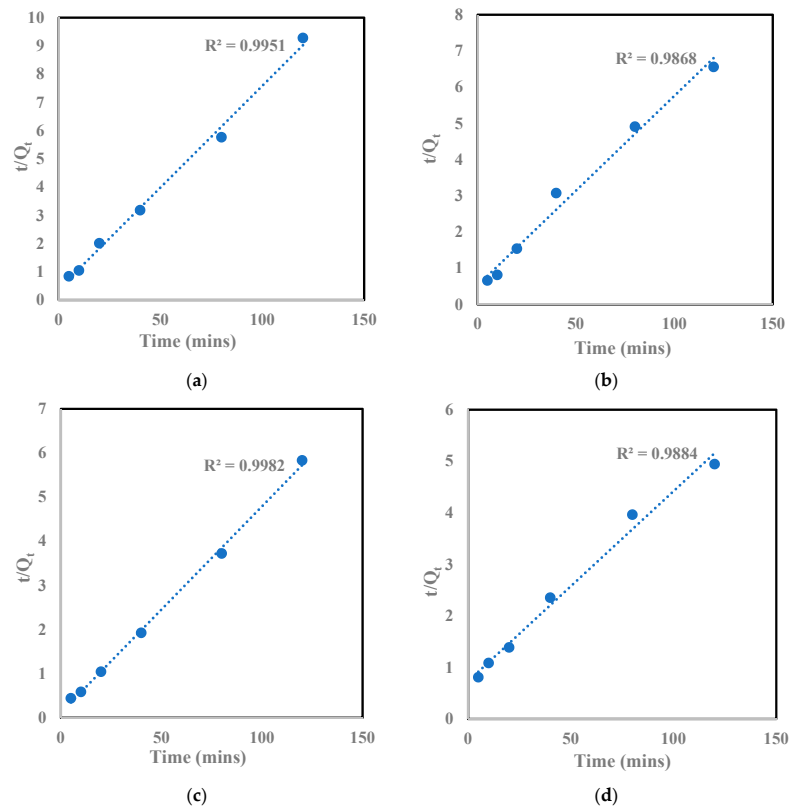 10
9
8
7
6
5
4
3
2
1
0
t/Qt
R² = 0.9951
0 50 100 150
Time (mins)
(a)
8
7
6
5
4
3
2
1
0
t/Qt
R² = 0.9868
0 50 100 150
Time (mins)
(b)
7
6
5
4
3
2
1
0
t/Qt
R² = 0.9982
0 50 100 150
Time (mins)
(c)
6
5
4
3
2
1
0
t/Qt
R² = 0.9884
0 50 100 150
Time (mins)
(d)